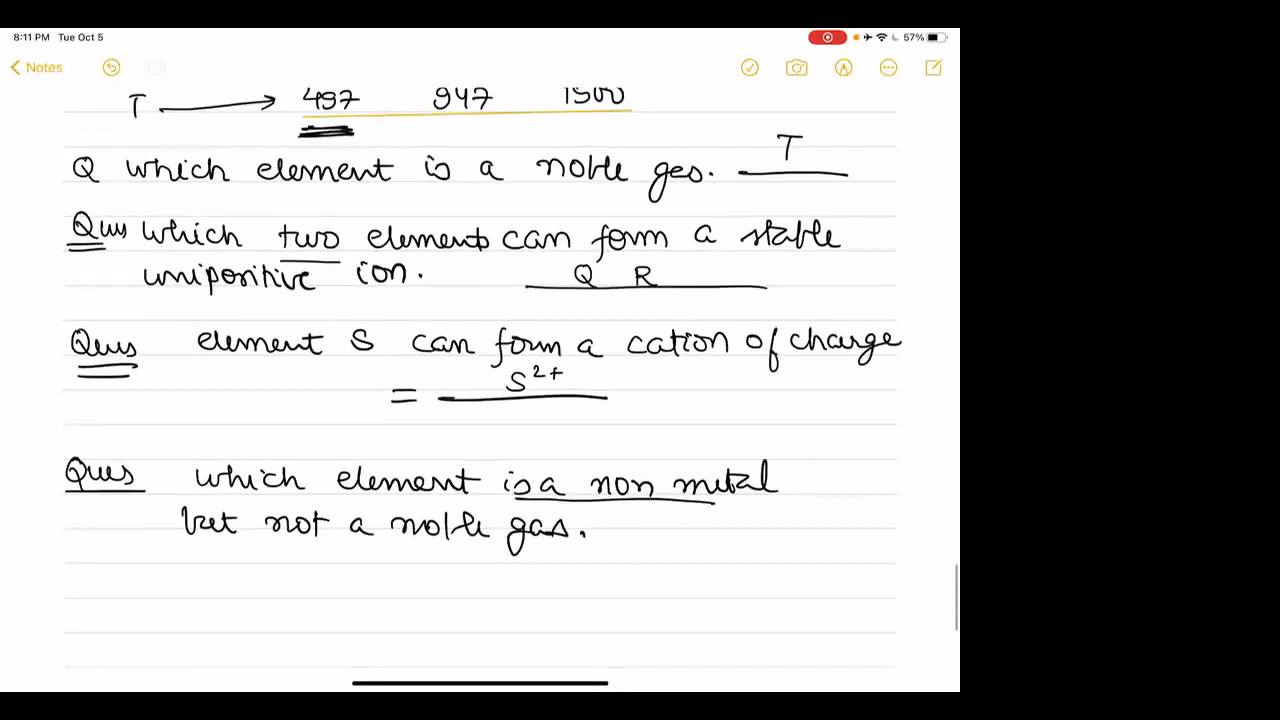 8:11 PM Tue Oct 5
57%
Notes
T → 497 947 1500
Q which element is a noble gas. T
Ques which two elements can form a stable
unipositive ion. Q R
Ques element S can form a cation of charge
= S²⁺
Ques which element is a non metal
but not a noble gas.